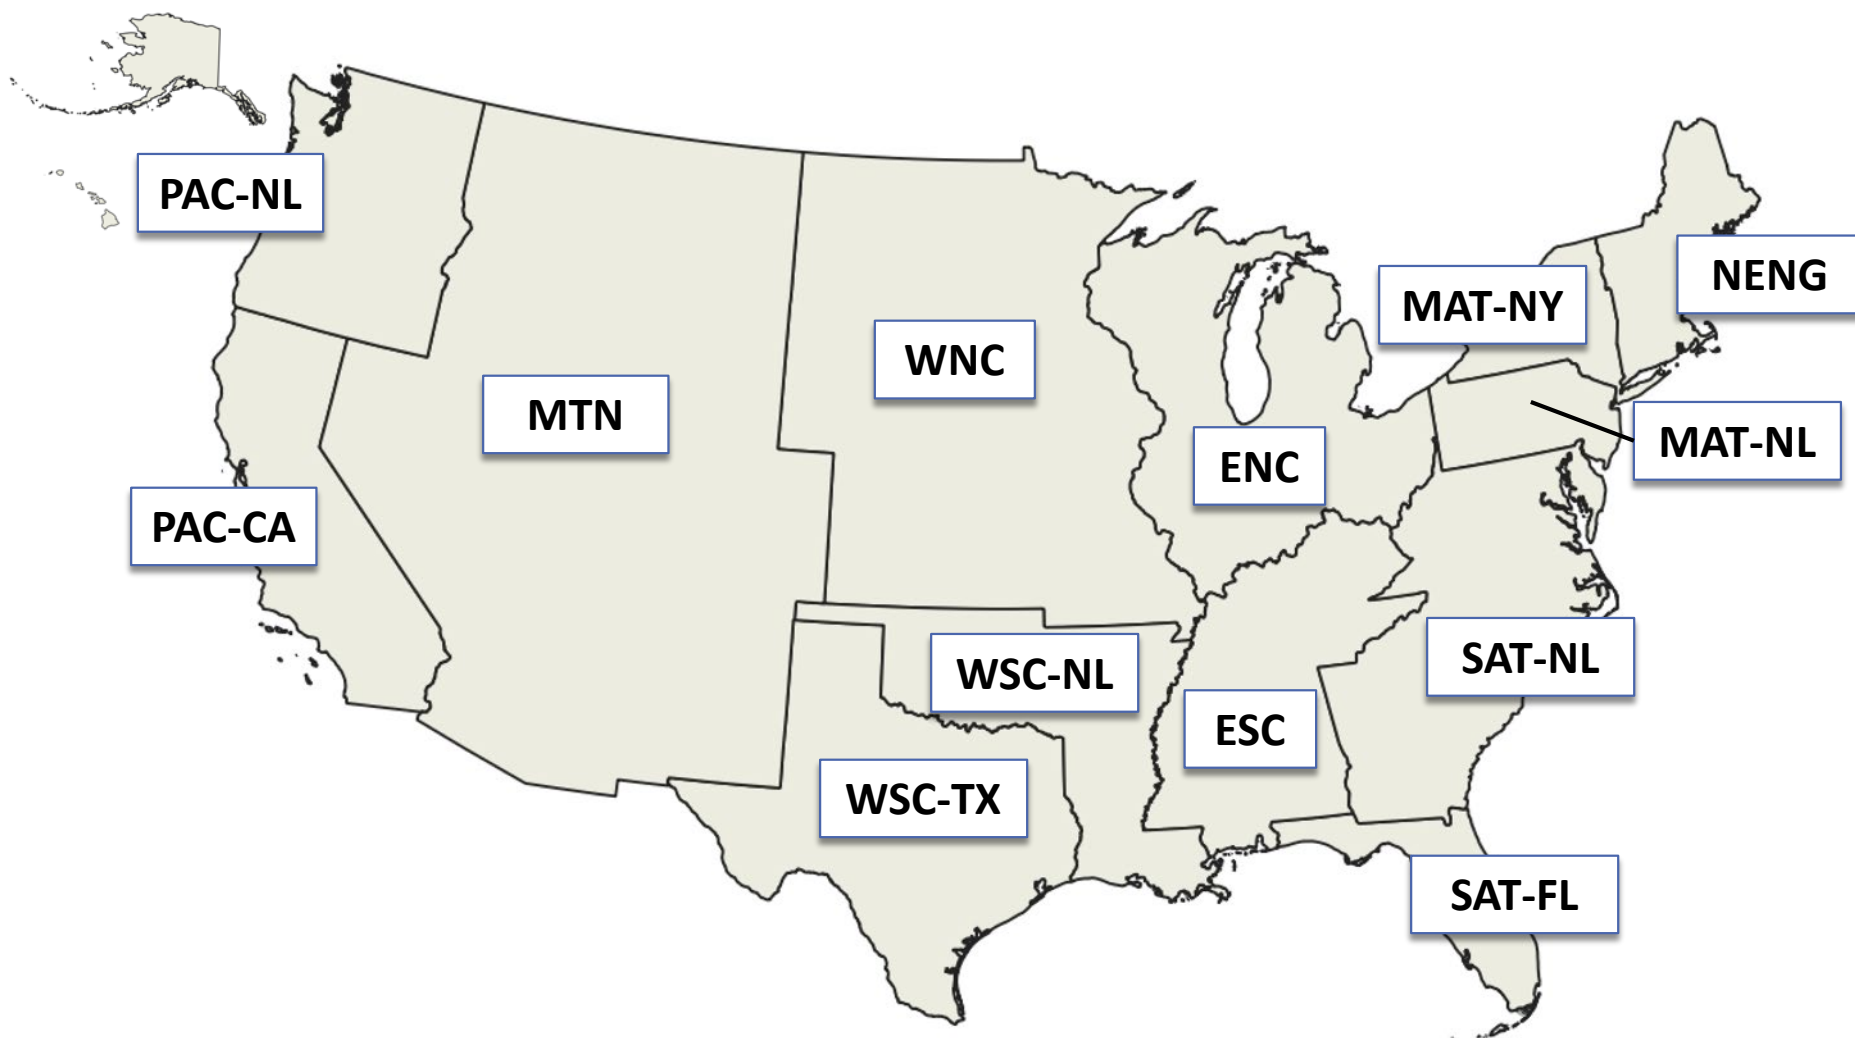 PAC-NL
NENG
MAT-NY
WNC
MTN
MAT-NL
ENC
PAC-CA
SAT-NL
WSC-NL
ESC
WSC-TX
SAT-FL